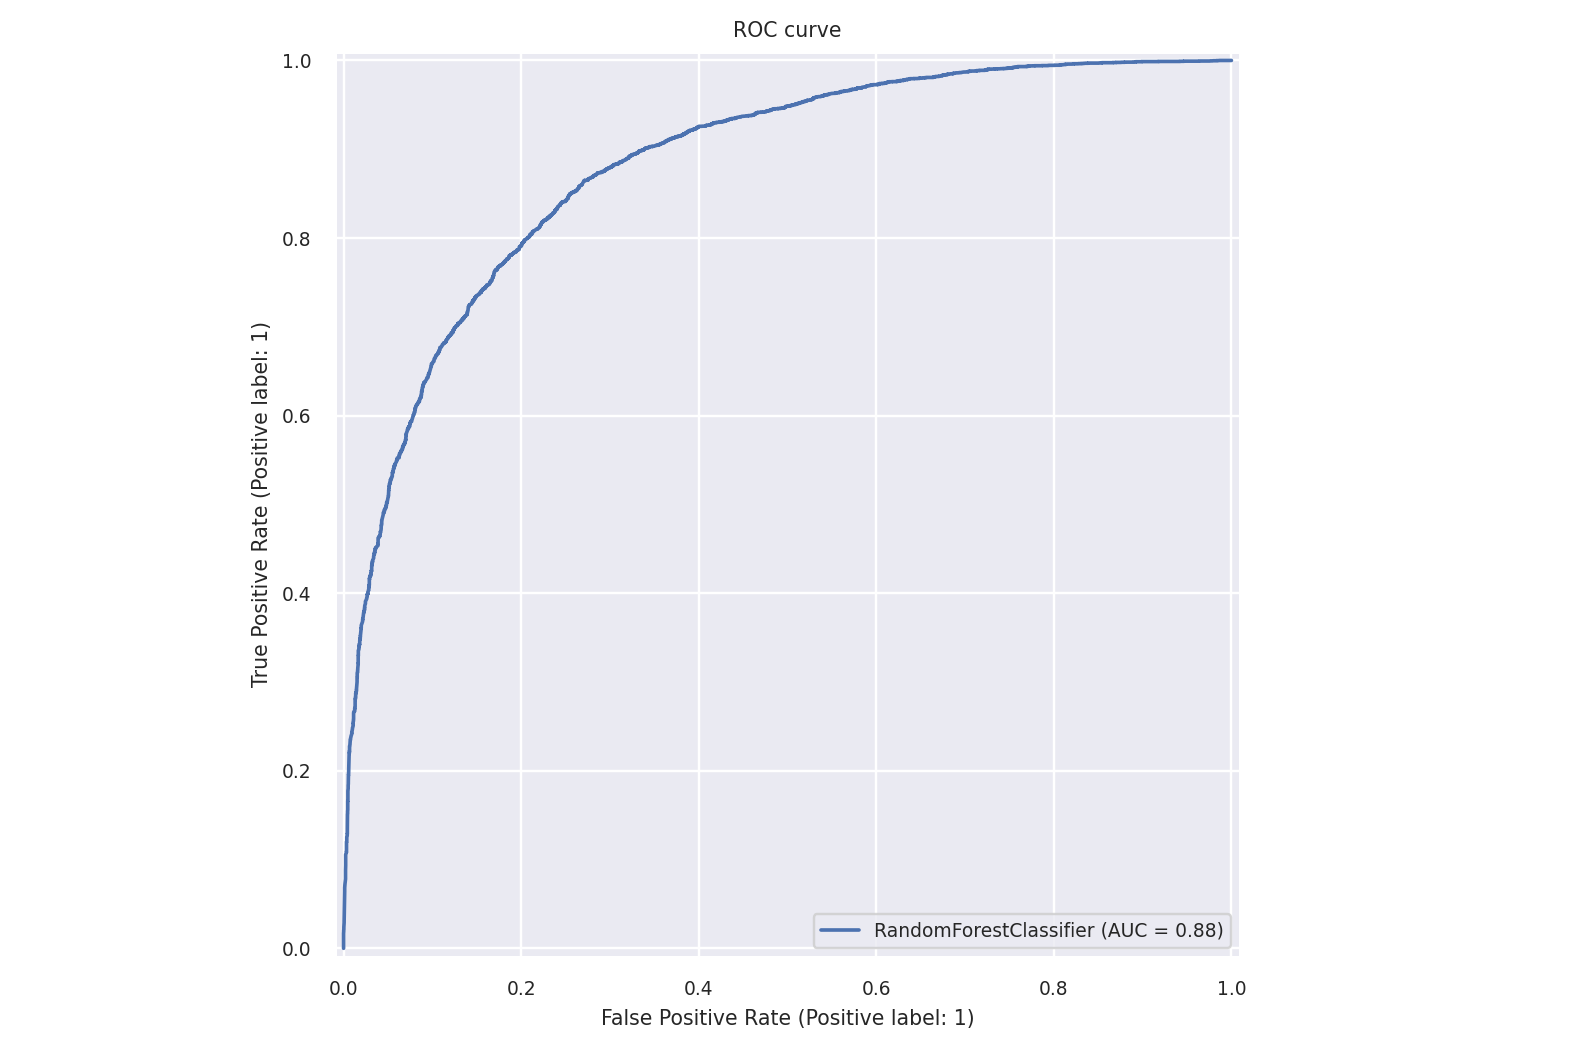 ROC curve
1.0
0.8
0.6
0.4
0.2
0.0
True Positive Rate (Positive label: 1)
RandomForestClassifier (AUC = 0.88)
0.0 0.2 0.4 0.6 0.8 1.0
False Positive Rate (Positive label: 1)